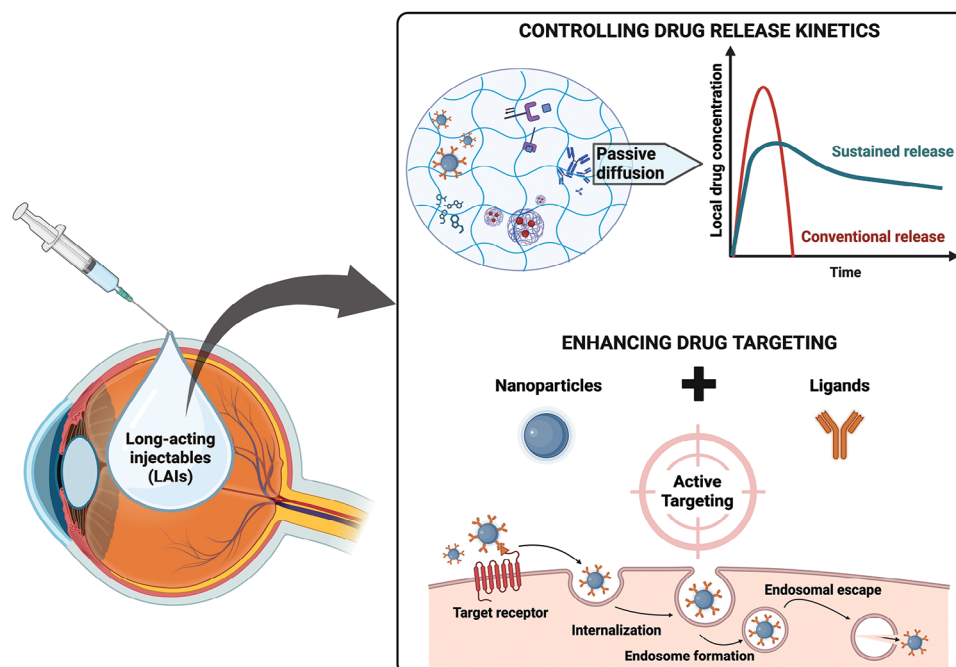 CONTROLLING DRUG RELEASE KINETICS
Passive
diffusion
Local drug concentration
Sustained release
Conventional release
Time
Long-acting
injectables
(LAIs)
ENHANCING DRUG TARGETING
Nanoparticles
Ligands
Active
Targeting
Target receptor
Internalization
Endosome formation
Endosomal escape